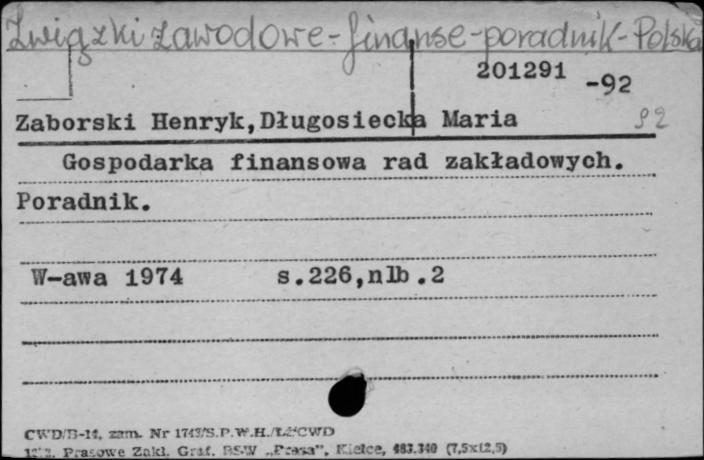 Związki zawodowe - finanse - poradnik - Polska
201291 -92
Zaborski Henryk, Długosiecka Maria 92
Gospodarka finansowa rad zakładowych.
Poradnik.
W-awa 1974 s.226,nlb.2
CWD/B-14, zam. Nr S.P.W.H./Ł/CWD
Prasowe Zakł. Graf. RSW „Prasa", Kielce, 483.340 (7,5x12,5)